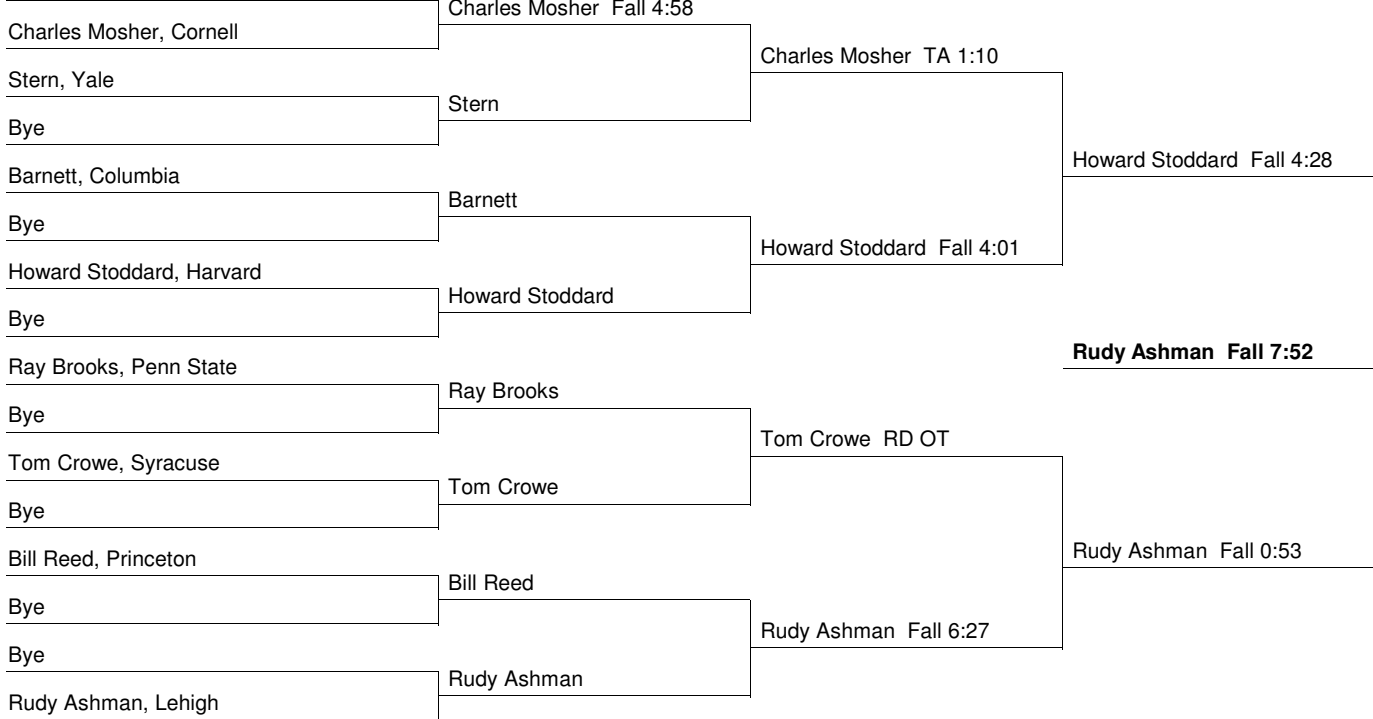 Charles Mosher, Cornell
Stern, Yale
Bye
Barnett, Columbia
Bye
Howard Stoddard, Harvard
Bye
Ray Brooks, Penn State
Bye
Tom Crowe, Syracuse
Bye
Bill Reed, Princeton
Bye
Bye
Rudy Ashman, Lehigh
Charles Mosher Fall 4:58
Stern
Barnett
Howard Stoddard
Ray Brooks
Tom Crowe
Bill Reed
Rudy Ashman
Charles Mosher TA 1:10
Howard Stoddard Fall 4:01
Tom Crowe RD OT
Rudy Ashman Fall 6:27
Howard Stoddard Fall 4:28
Rudy Ashman Fall 7:52
Rudy Ashman Fall 0:53